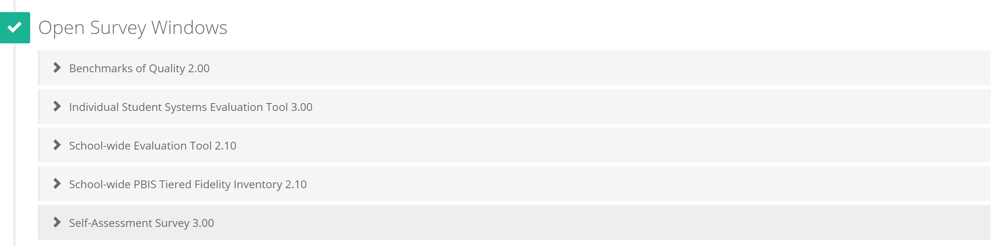 Open Survey Windows
Benchmarks of Quality 2.00
Individual Student Systems Evaluation Tool 3.00
School-wide Evaluation Tool 2.10
School-wide PBIS Tiered Fidelity Inventory 2.10
Self-Assessment Survey 3.00